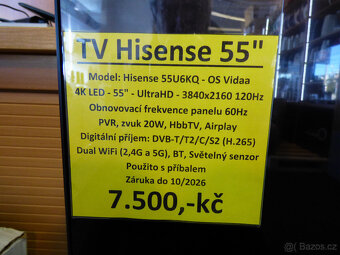 TV Hisense 55"
Model: Hisense 55U6KQ - OS Vidaa
4K LED - 55" - UltraHD - 3840x2160 120Hz
Obnovovací frekvence panelu 60Hz
PVR, zvuk 20W, HbbTV, Airplay
Digitální příjem: DVB-T/T2/C/S2 (H.265)
Dual WiFi (2,4G a 5G), BT, Světelný senzor
Použito s příbalem
Záruka do 10/2026
7.500,-kč
Bazoš.cz